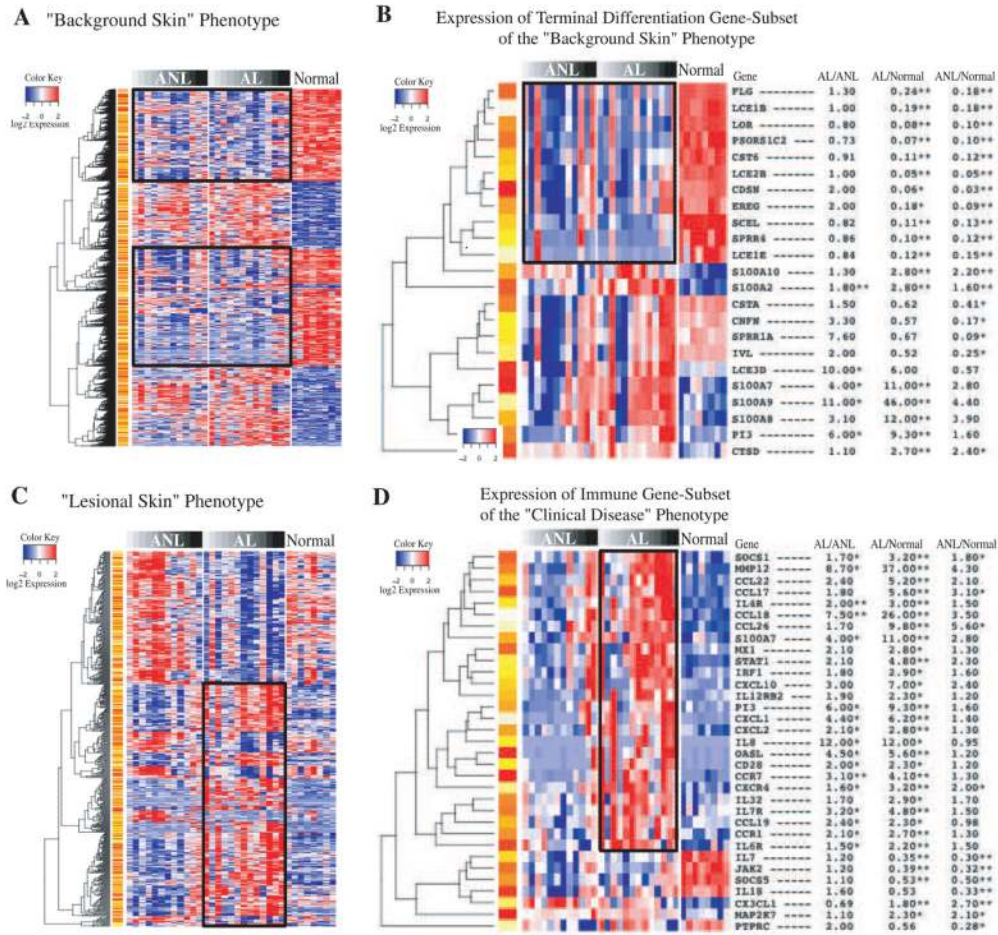 A "Background Skin" Phenotype
Color Key
-2 0 2
log2 Expression
ANL AL Normal
B Expression of Terminal Differentiation Gene-Subset
of the "Background Skin" Phenotype
Color Key
-2 0 2
log2 Expression
ANL AL Normal
Gene AL/ANL AL/Normal ANL/Normal
FLG ------- 1.30 0.24** 0.18**
LCE1B ------- 1.00 0.19** 0.18**
LOR ------- 0.80 0.08** 0.10**
PSORS1C2 ---- 0.73 0.07** 0.10**
CST6 ------- 0.91 0.11** 0.12**
LCE2B ------- 1.00 0.05** 0.05**
CDSN ------- 2.00 0.06* 0.03**
EREG ------- 2.00 0.18* 0.09**
SCEL ------- 0.82 0.11** 0.13**
SPRR4 ------- 0.86 0.10** 0.12**
LCE1E ------- 0.84 0.12** 0.15**
S100A10 ---- 1.30 2.80** 2.20**
S100A2 ----- 1.80** 2.80** 1.60**
CSTA ------- 1.50 0.62 0.41*
CNFN ------- 3.30 0.57 0.17*
SPRR1A ----- 7.60 0.67 0.09*
IVL ------- 2.00 0.52 0.25*
LCE3D ------- 10.00* 6.00 0.57
S100A7 ----- 4.00* 11.00** 2.80
S100A9 ----- 11.00* 46.00** 4.40
S100A8 ----- 3.10 12.00** 3.90
PI3 ------- 6.00* 9.30** 1.60
CTSD ------- 1.10 2.70** 2.40*
-2 0 2
C "Lesional Skin" Phenotype
Color Key
-2 0 2
log2 Expression
ANL AL Normal
D Expression of Immune Gene-Subset
of the "Clinical Disease" Phenotype
Color Key
-2 0 2
log2 Expression
ANL AL Normal
Gene AL/ANL AL/Normal ANL/Normal
SOCS1 ----- 1.70* 3.20** 1.80*
MMP12 ----- 8.70* 37.00** 4.30
CCL22 ----- 2.40 5.20** 2.10
CCL17 ----- 1.80 5.60** 3.10*
IL4R ----- 2.00** 3.00** 1.50
CCL18 ----- 7.50** 26.00** 3.50
CCL26 ----- 1.70 9.80** 5.60*
S100A7 ----- 4.00* 11.00** 2.80
MX1 ----- 2.10 2.80* 1.30
STAT1 ----- 2.10 4.80** 2.30
IRF1 ----- 1.80 2.90* 1.60
CXCL10 ----- 3.00 7.00* 2.40
IL12RB2 ---- 1.90 2.30* 1.20
PI3 ----- 6.00* 9.30** 1.60
CXCL1 ----- 4.40* 6.20** 1.40
CXCL2 ----- 2.10* 2.80** 1.30
IL8 ----- 12.00* 12.00* 0.95
OASL ----- 4.50* 5.60** 1.20
CD28 ----- 2.00* 2.30* 1.20
CCR7 ----- 3.10** 4.10** 1.30
CXCR4 ----- 1.60* 3.20** 2.00*
IL32 ----- 1.70 2.90* 1.70
IL7R ----- 3.20* 4.80** 1.50
CCL19 ----- 2.40* 2.30* 0.98
CCR1 ----- 2.10* 2.70** 1.30
IL6R ----- 1.50* 2.20** 1.50
IL7 ----- 1.20 0.35** 0.30**
JAK2 ----- 1.20 0.39** 0.32**
SOCS5 ----- 1.10 0.53** 0.50**
IL18 ----- 1.60 0.53 0.33**
CX3CL1 ----- 0.69 1.80** 2.70**
MAP2K7 ----- 1.10 2.30* 2.10*
PTPRC ----- 2.00 0.56 0.28*